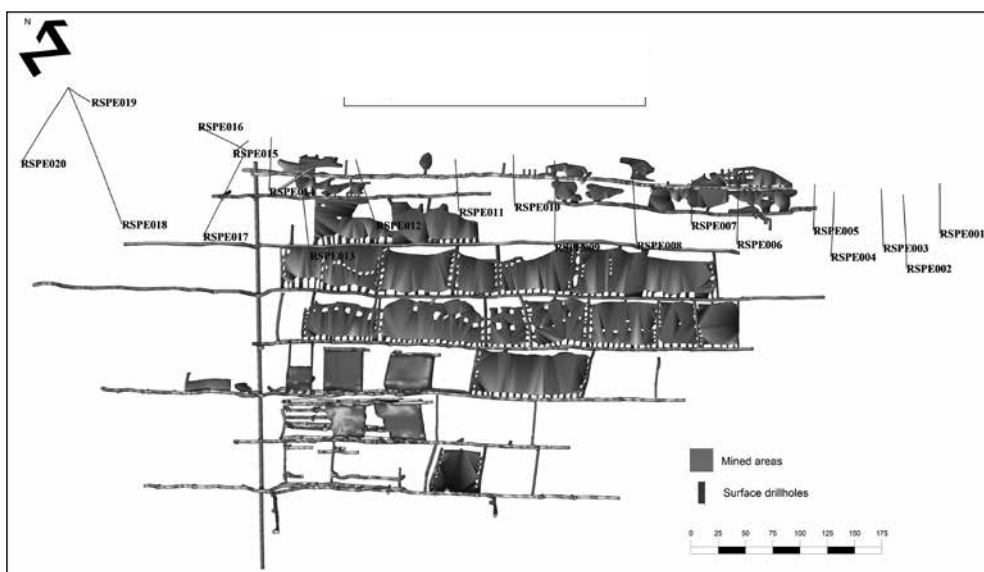 N
RSPE019
RSPE016
RSPE015
RSPE020
RSPE014
RSPE018
RSPE017
RSPE012
RSPE011
RSPE010
RSPE013
RSPE009
RSPE008
RSPE007
RSPE006
RSPE005
RSPE004
RSPE003
RSPE002
RSPE001
Mined areas
Surface drillholes
0 25 50 75 100 125 150 175